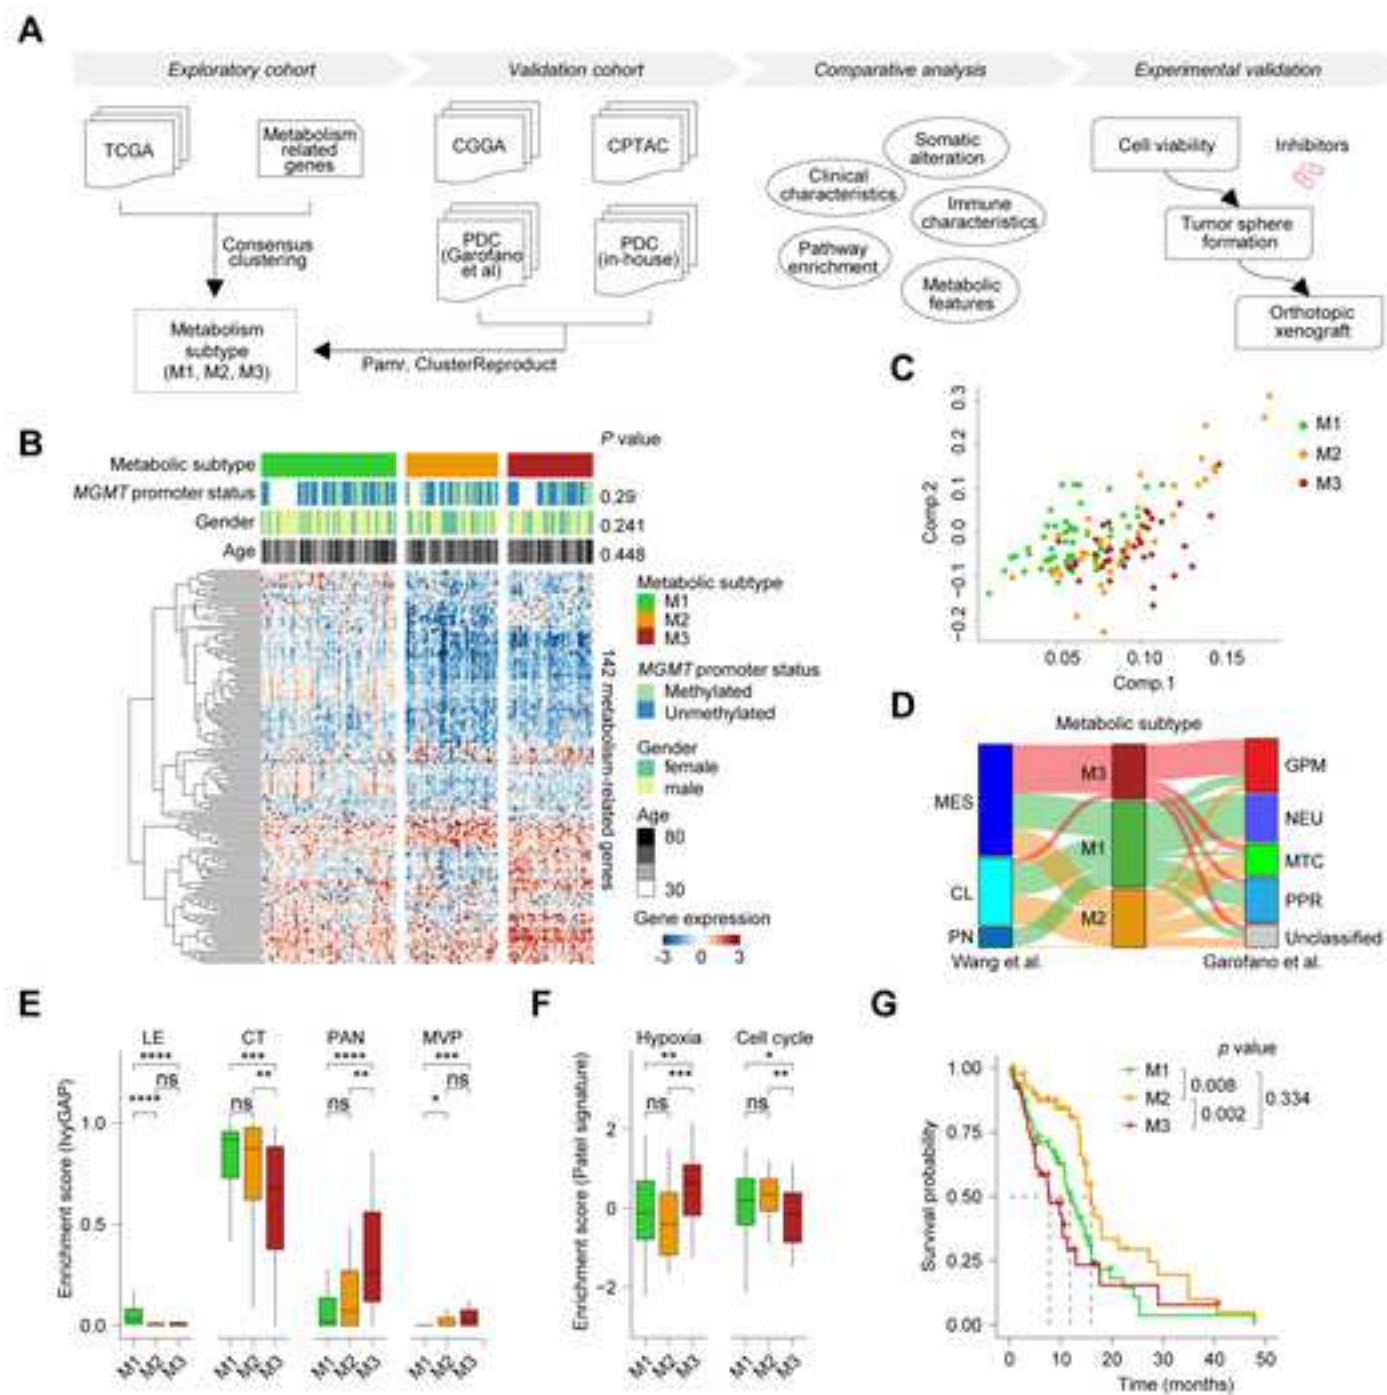 A
Exploratory cohort
Validation cohort
Comparative analysis
Experimental validation
TCGA
Metabolism
related
genes
Consensus
clustering
Metabolism
subtype
(M1, M2, M3)
CGGA
CPTAC
PDC
(Garofano
et al)
PDC
(in-house)
Pamr, ClusterReproduct
Somatic
alteration
Clinical
characteristics
Immune
characteristics
Pathway
enrichment
Metabolic
features
Cell viability
Inhibitors
Tumor sphere
formation
Orthotopic
xenograft
B
P value
Metabolic subtype
MGMT promoter status
0.29
Gender
0.241
Age
0.448
142 metabolism-related genes
Metabolic subtype
M1
M2
M3
MGMT promoter status
Methylated
Unmethylated
Gender
female
male
Age
80
30
Gene expression
-3 0 3
C
Comp.2
0.3
0.2
0.1
0.0
-0.1
-0.2
0.05 0.10 0.15
Comp.1
M1
M2
M3
D
Metabolic subtype
MES
CL
PN
Wang et al.
M3
M1
M2
GPM
NEU
MTC
PPR
Unclassified
Garofano et al.
E
LE CT PAN MVP
**** *** **** ***
ns ** ** ns
**** ns ns *
Enrichment score (IvyGAP)
1.0
0.5
0.0
M1 M2 M3 M1 M2 M3 M1 M2 M3 M1 M2 M3
F
Hypoxia Cell cycle
** *
*** **
ns ns
Enrichment score (Patel signature)
2
0
-2
M1 M2 M3 M1 M2 M3
G
p value
M1
M2
M3
0.008
0.002
0.334
Survival probability
1.00
0.75
0.50
0.25
0.00
0 10 20 30 40 50
Time (months)